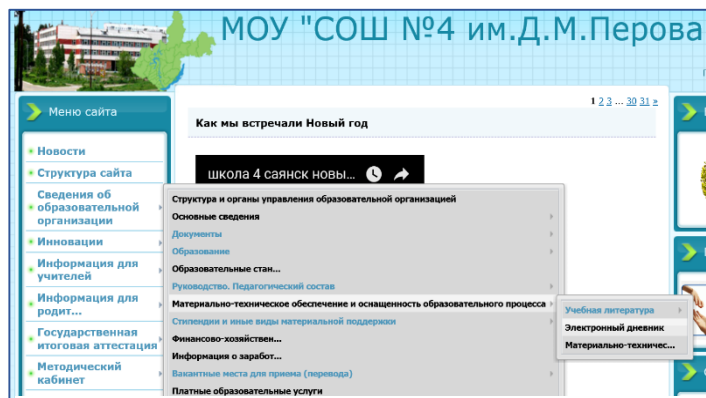 МОУ "СОШ №4 им.Д.М.Перова
1 2 3 ... 30 31 »
Меню сайта
Как мы встречали Новый год
Новости
Структура сайта
школа 4 саянск новы...
Сведения об
образовательной
организации
Инновации
Информация для
учителей
Информация для
родит...
Государственная
итоговая аттестация
Методический
кабинет
Структура и органы управления образовательной организацией
Основные сведения
Документы
Образование
Образовательные стан...
Руководство. Педагогический состав
Материально-техническое обеспечение и оснащенность образовательного процесса
Стипендии и иные виды материальной поддержки
Финансово-хозяйствен...
Информация о заработ...
Вакантные места для приема (перевода)
Платные образовательные услуги
Учебная литература
Электронный дневник
Материально-техничес...